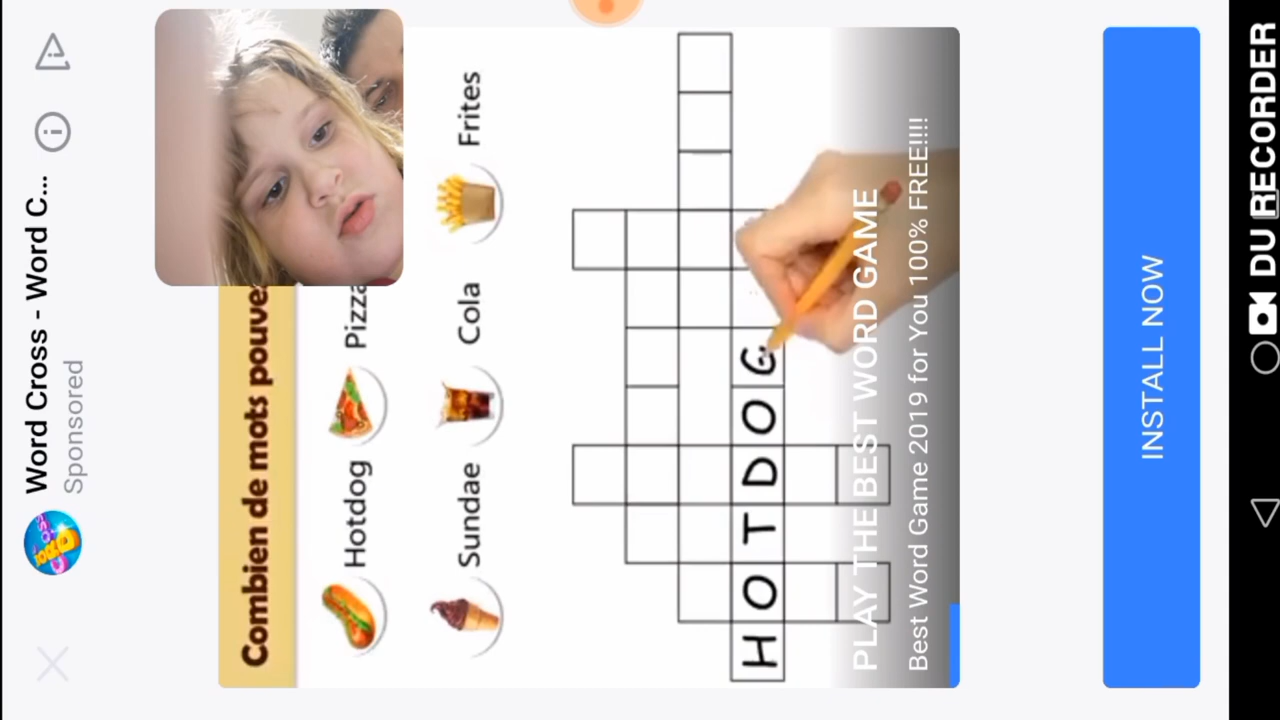 Word Cross - Word C...
Sponsored
Combien de mots pouve
Hotdog
Pizza
Sundae
Cola
Frites
HOTDOG
PLAY THE BEST WORD GAME
Best Word Game 2019 for You 100% FREE!!!!
INSTALL NOW
DU RECORDER